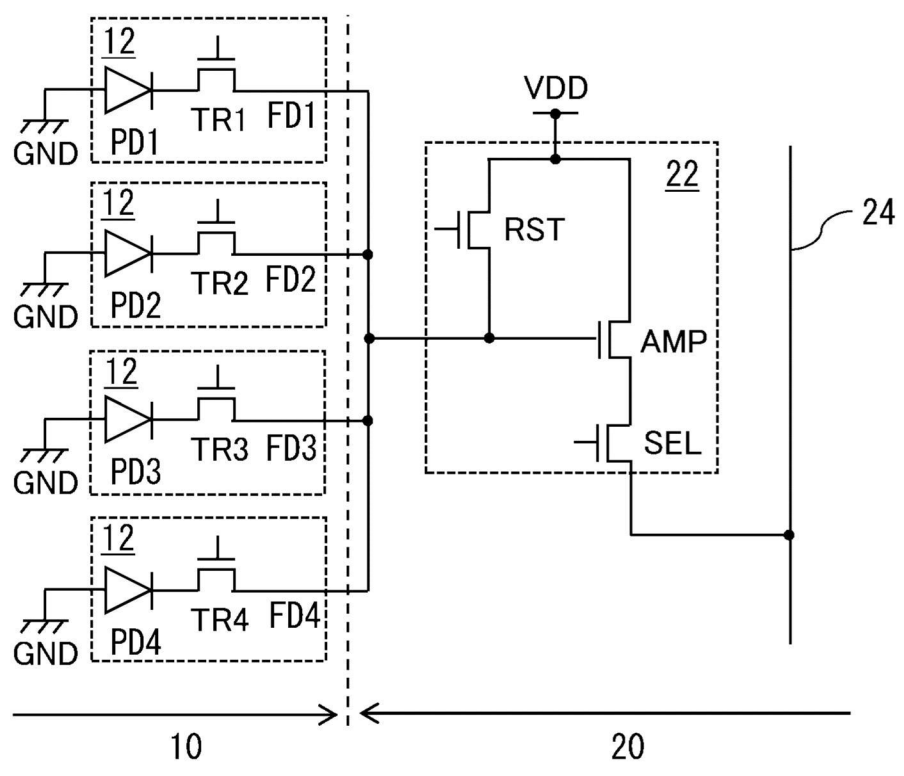 12
PD1
TR1
FD1
GND
12
PD2
TR2
FD2
GND
12
PD3
TR3
FD3
GND
12
PD4
TR4
FD4
GND
VDD
22
RST
AMP
SEL
24
10
20